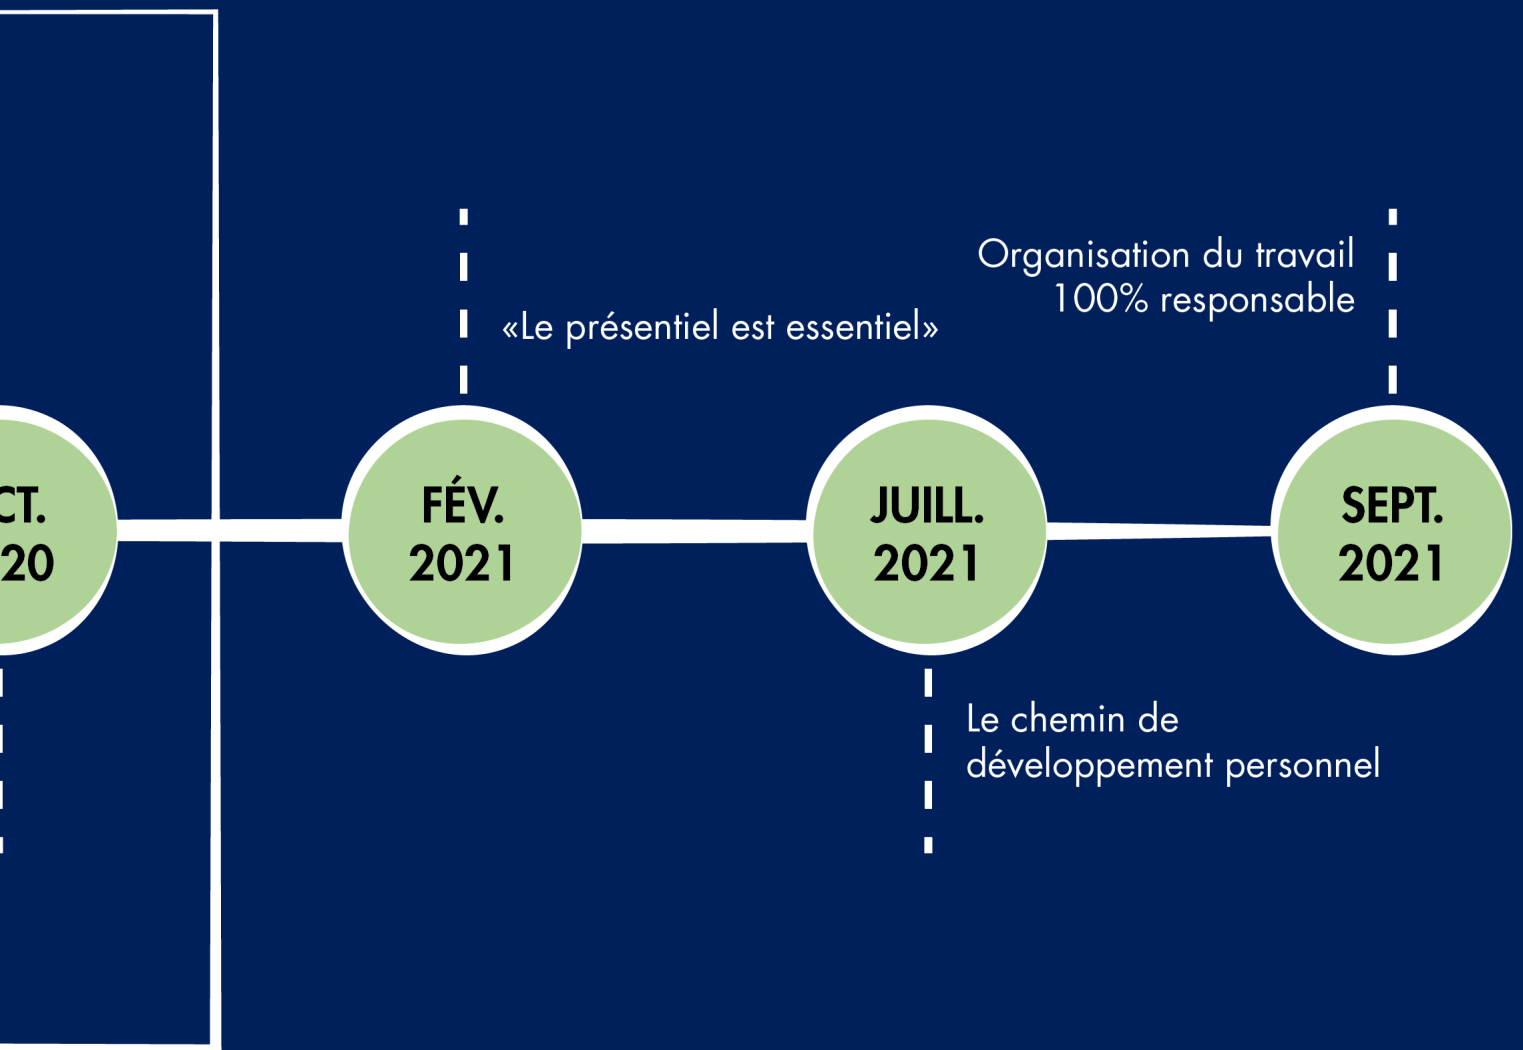 Organisation du travail
100% responsable
«Le présentiel est essentiel»
CT.
20
FÉV.
2021
JUILL.
2021
SEPT.
2021
Le chemin de
développement personnel